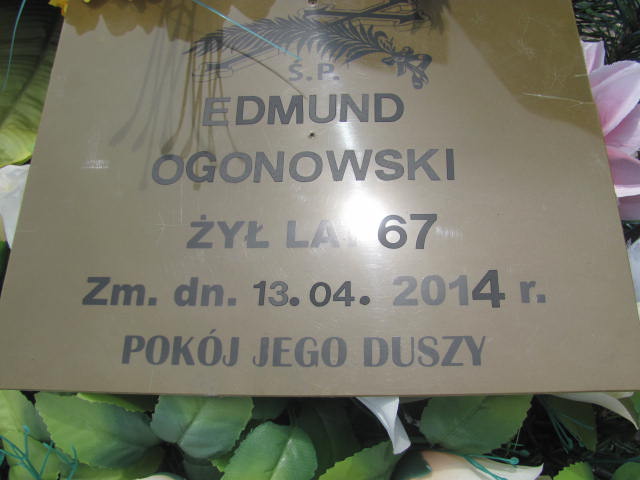 Ś.P.
EDMUND
OGONOWSKI
ŻYŁ LAT 67
Zm. dn. 13.04. 2014 r.
POKÓJ JEGO DUSZY